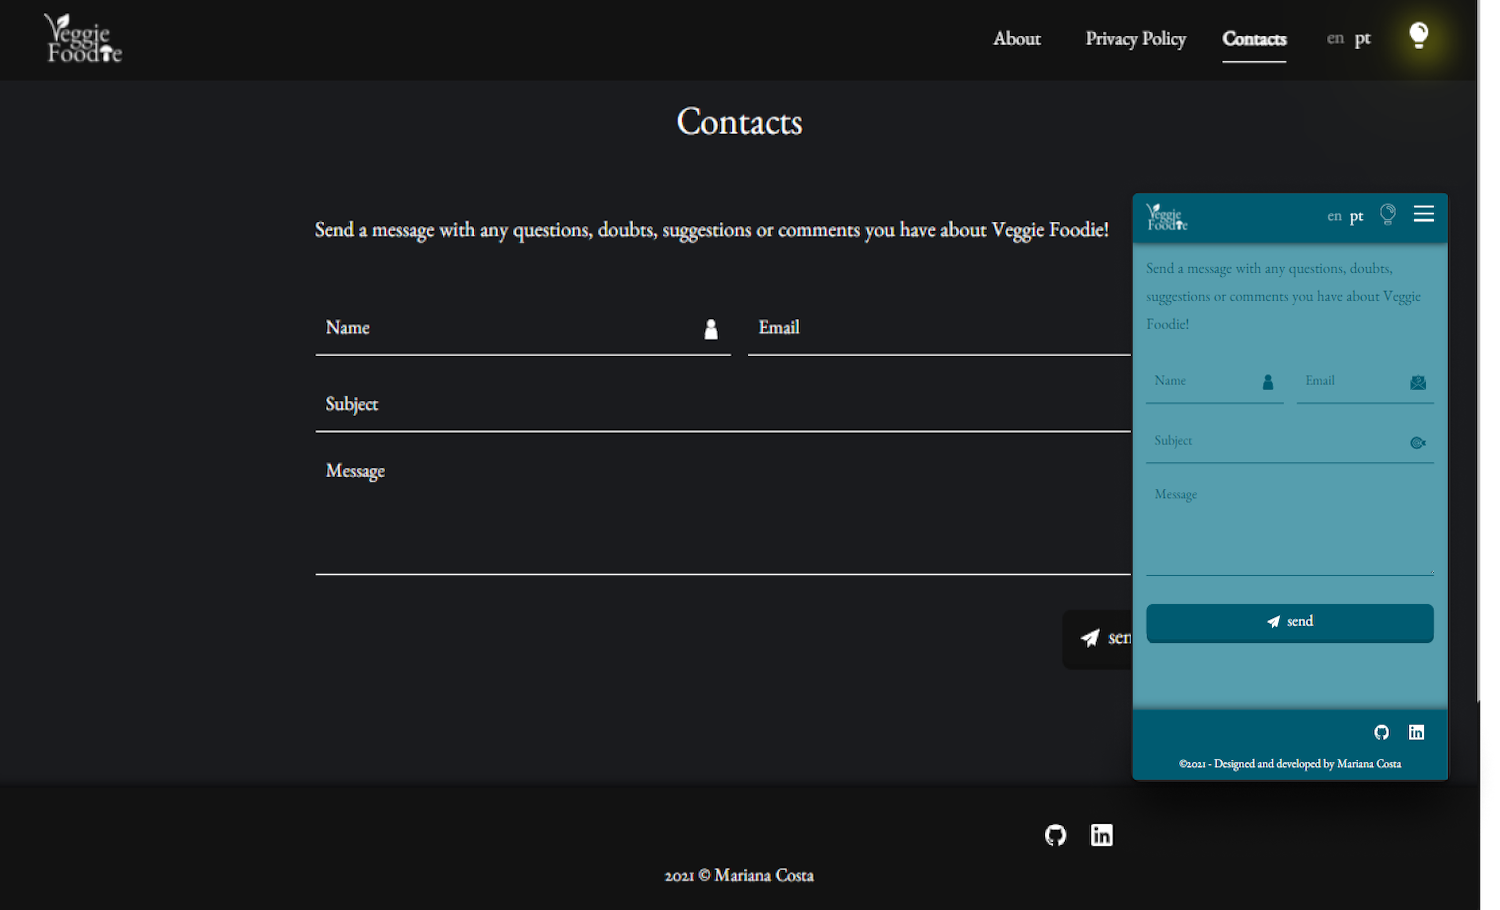 Veggie
Foodie
About Privacy Policy Contacts en pt
Contacts
Send a message with any questions, doubts, suggestions or comments you have about Veggie Foodie!
Name Email
Subject
Message
2021 © Mariana Costa
Veggie
Foodie
en pt
Send a message with any questions, doubts,
suggestions or comments you have about Veggie
Foodie!
Name Email
Subject
Message
send
in
©2021 - Designed and developed by Mariana Costa